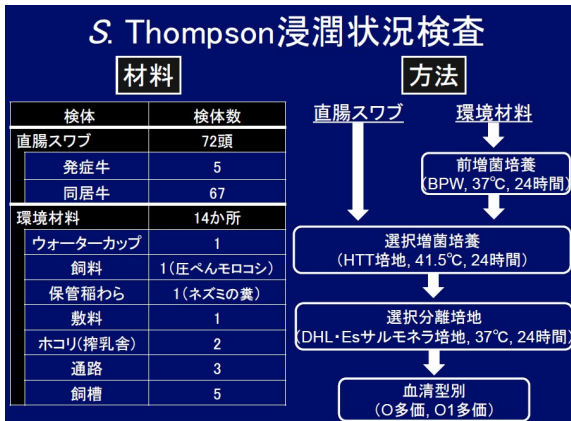 S. Thompson浸潤状況検査
材料
検体 検体数
直腸スワブ 72頭
発症牛 5
同居牛 67
環境材料 14か所
ウォーターカップ 1
飼料 1(圧ぺんモロコシ)
保管稲わら 1(ネズミの糞)
敷料 1
ホコリ(搾乳舎) 2
通路 3
飼槽 5
方法
直腸スワブ 環境材料
前増菌培養
(BPW, 37℃, 24時間)
選択増菌培養
(HTT培地, 41.5℃, 24時間)
選択分離培地
(DHL・Esサルモネラ培地, 37℃, 24時間)
血清型別
(O多価, O1多価)